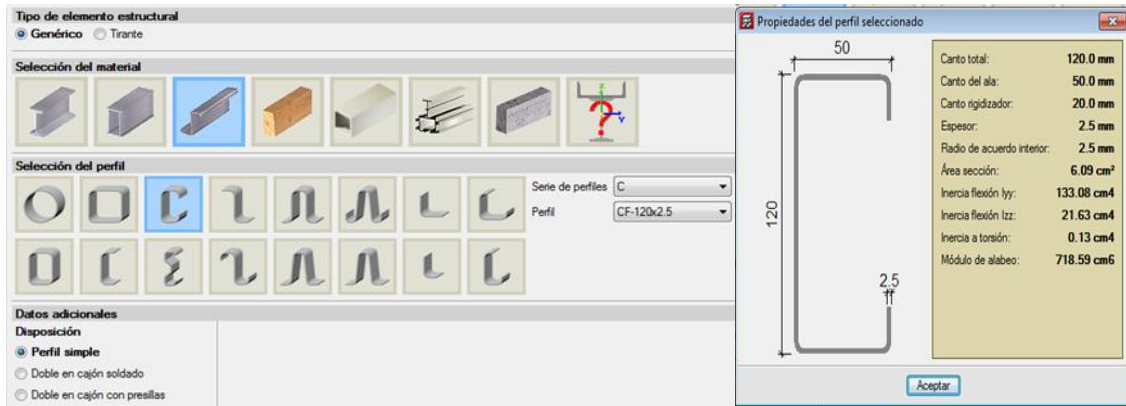 Tipo de elemento estructural
Genérico Tirante
Selección del material
Selección del perfil
Serie de perfiles C
Perfil CF-120x2.5
Datos adicionales
Disposición
Perfil simple
Doble en cajón soldado
Doble en cajón con presillas
Propiedades del perfil seleccionado
50
120
2.5
Canto total: 120.0 mm
Canto del ala: 50.0 mm
Canto rigidizador: 20.0 mm
Espesor: 2.5 mm
Radio de acuerdo interior: 2.5 mm
Área sección: 6.09 cm²
Inercia flexión Iyy: 133.08 cm4
Inercia flexión Izz: 21.63 cm4
Inercia a torsión: 0.13 cm4
Módulo de alabeo: 718.59 cm6
Aceptar